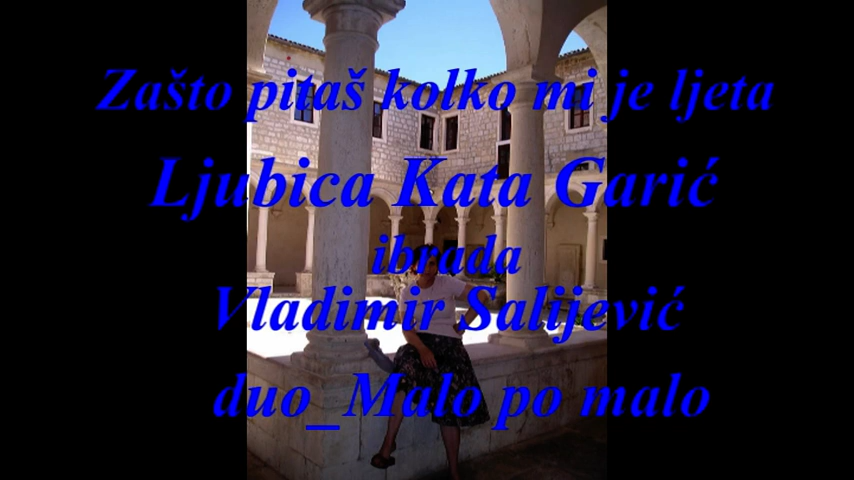 Zašto pitaš kolko mi je ljeta
Ljubica Kata Garić
ibrada
Vladimir Salijević
duo_Malo po malo